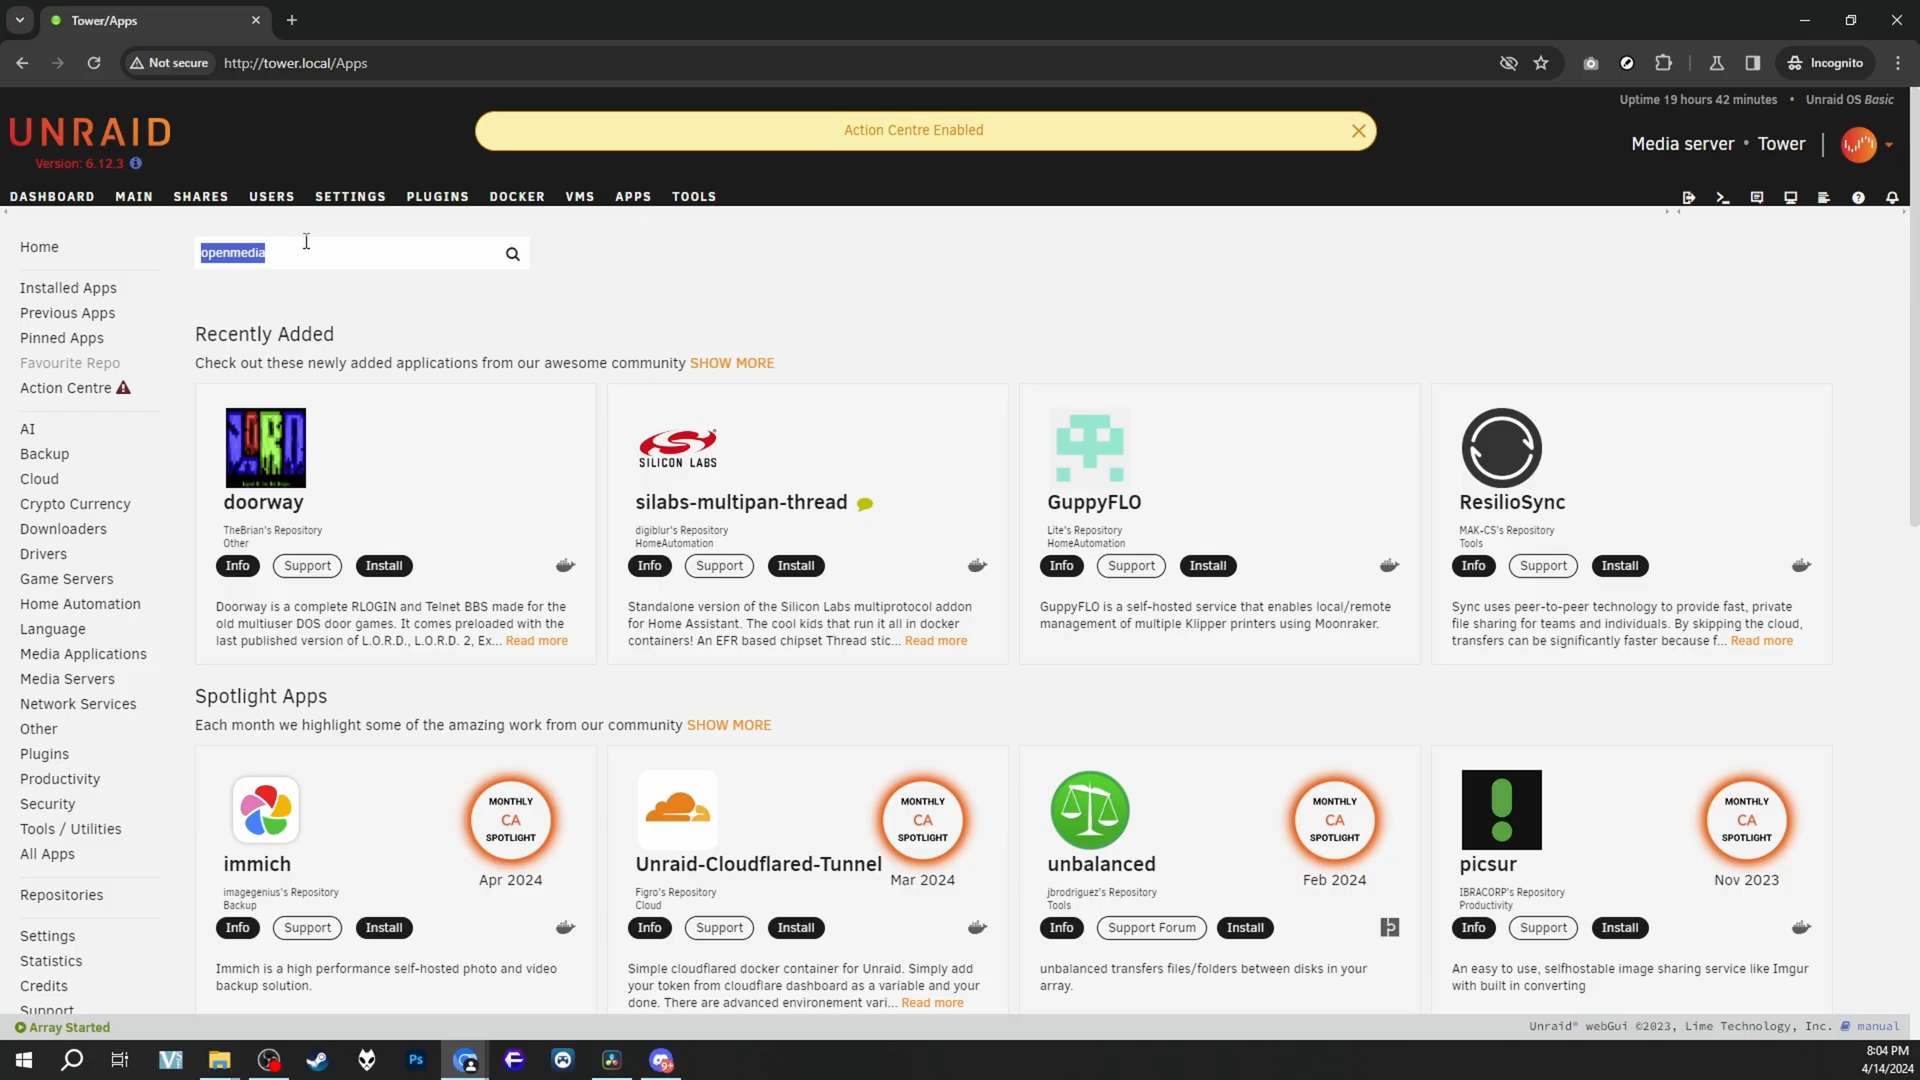 Tower/Apps
Not secure
http://tower.local/Apps
Incognito
Uptime 19 hours 42 minutes • Unraid OS Basic
UNRAID
Version: 6.12.3
Action Centre Enabled
Media server • Tower
DASHBOARD MAIN SHARES USERS SETTINGS PLUGINS DOCKER VMS APPS TOOLS
Home
Installed Apps
Previous Apps
Pinned Apps
Favourite Repo
Action Centre
AI
Backup
Cloud
Crypto Currency
Downloaders
Drivers
Game Servers
Home Automation
Language
Media Applications
Media Servers
Network Services
Other
Plugins
Productivity
Security
Tools / Utilities
All Apps
Repositories
Settings
Statistics
Credits
Support
openmedia
Recently Added
Check out these newly added applications from our awesome community SHOW MORE
LORD
doorway
TheBrian's Repository
Other
Info Support Install
Doorway is a complete RLOGIN and Telnet BBS made for the
old multiuser DOS door games. It comes preloaded with the
last published version of L.O.R.D., L.O.R.D. 2, Ex... Read more
SILICON LABS
silabs-multipan-thread
digiblur's Repository
HomeAutomation
Info Support Install
Standalone version of the Silicon Labs multiprotocol addon
for Home Assistant. The cool kids that run it all in docker
containers! An EFR based chipset Thread stic... Read more
GuppyFLO
Lite's Repository
HomeAutomation
Info Support Install
GuppyFLO is a self-hosted service that enables local/remote
management of multiple Klipper printers using Moonraker.
ResilioSync
MAK-CS's Repository
Tools
Info Support Install
Sync uses peer-to-peer technology to provide fast, private
file sharing for teams and individuals. By skipping the cloud,
transfers can be significantly faster because f... Read more
Spotlight Apps
Each month we highlight some of the amazing work from our community SHOW MORE
MONTHLY
CA
SPOTLIGHT
Apr 2024
immich
imagegenius's Repository
Backup
Info Support Install
Immich is a high performance self-hosted photo and video
backup solution.
MONTHLY
CA
SPOTLIGHT
Mar 2024
Unraid-Cloudflared-Tunnel
Figro's Repository
Cloud
Info Support Install
Simple cloudflared docker container for Unraid. Simply add
your token from cloudflare dashboard as a variable and your
done. There are advanced environement vari... Read more
MONTHLY
CA
SPOTLIGHT
Feb 2024
unbalanced
jbrodriguez's Repository
Tools
Info Support Forum Install
unbalanced transfers files/folders between disks in your
array.
MONTHLY
CA
SPOTLIGHT
Nov 2023
picsur
IBRACORP's Repository
Productivity
Info Support Install
An easy to use, selfhostable image sharing service like Imgur
with built in converting
Array Started
Unraid® webGui ©2023, Lime Technology, Inc. manual
Ps
9+
8:04 PM
4/14/2024